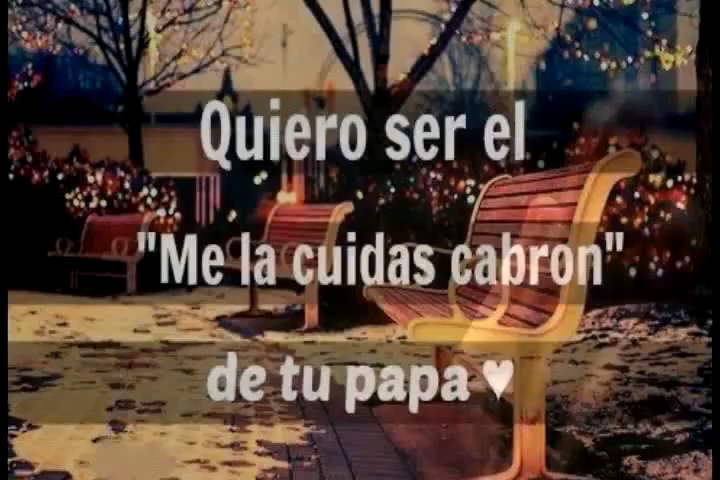 Quiero ser el
"Me la cuidas cabron"
de tu papa ♥